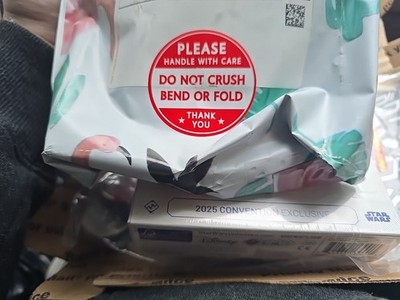 PLEASE
HANDLE WITH CARE
DO NOT CRUSH
BEND OR FOLD
THANK
YOU
2025 CONVENTION EXCLUSIVE
STAR
WARS